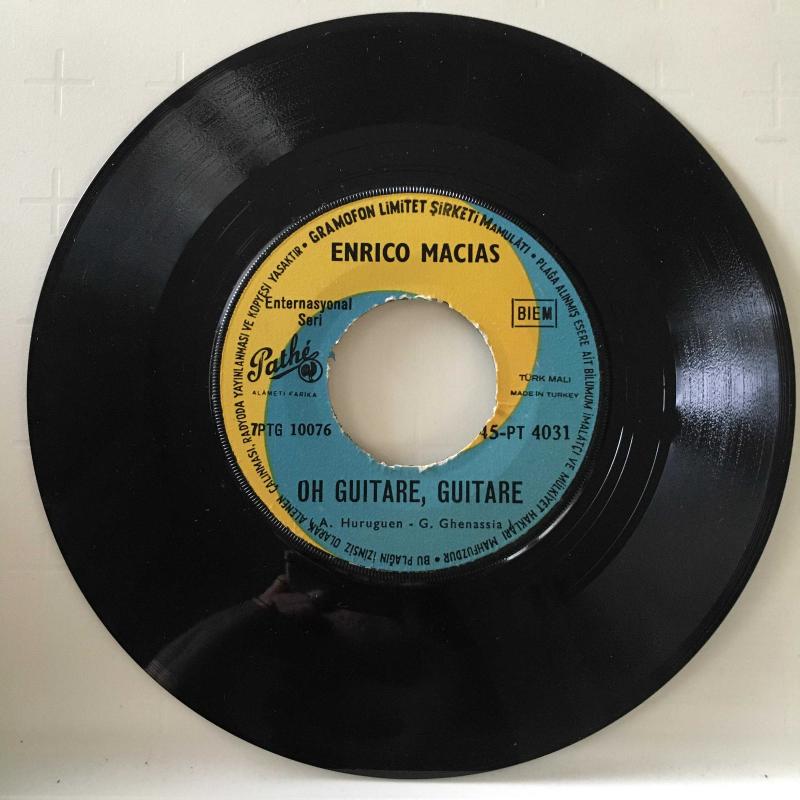 GRAMOFON LİMİTET ŞİRKETİ MAMULÂTI • PLAĞA ALINMIŞ ESERE AİT BİLUMUM İMALÂTÇI VE MÜLKİYET HAKLARI MAHFUZDUR • BU PLAĞIN İZİNSİZ OLARAK ALENEN ÇALINMASI, RADYODA YAYINLANMASI VE KOPYESİ YASAKTIR •
ENRICO MACIAS
Enternasyonal
Seri
BIEM
Pathé
ALÂMETİ FARİKA
TÜRK MALI
MADE IN TURKEY
7PTG 10076
45-PT 4031
OH GUITARE, GUITARE
(A. Huruguen - G. Ghenassia)